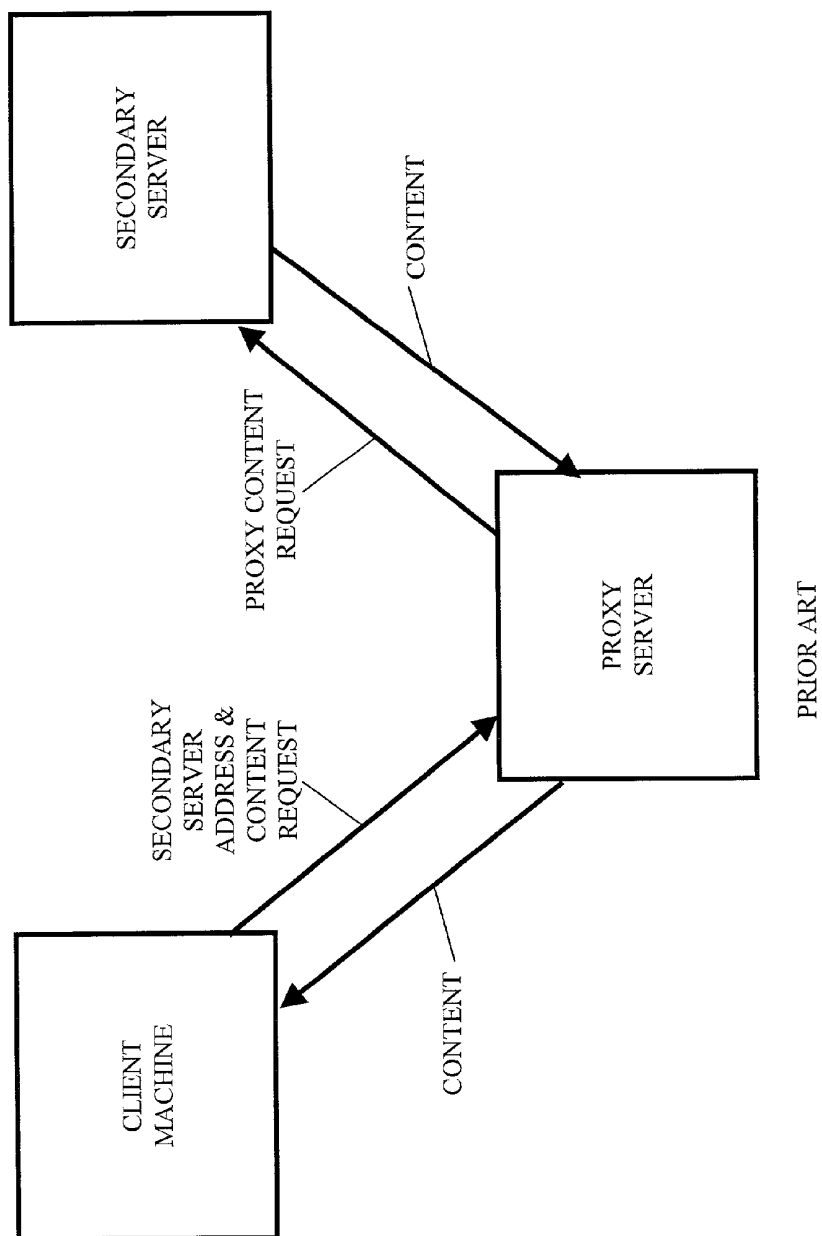 CLIENT
MACHINE
SECONDARY
SERVER
ADDRESS &
CONTENT
REQUEST
CONTENT
PROXY CONTENT
REQUEST
SECONDARY
SERVER
CONTENT
PROXY
SERVER
PRIOR ART